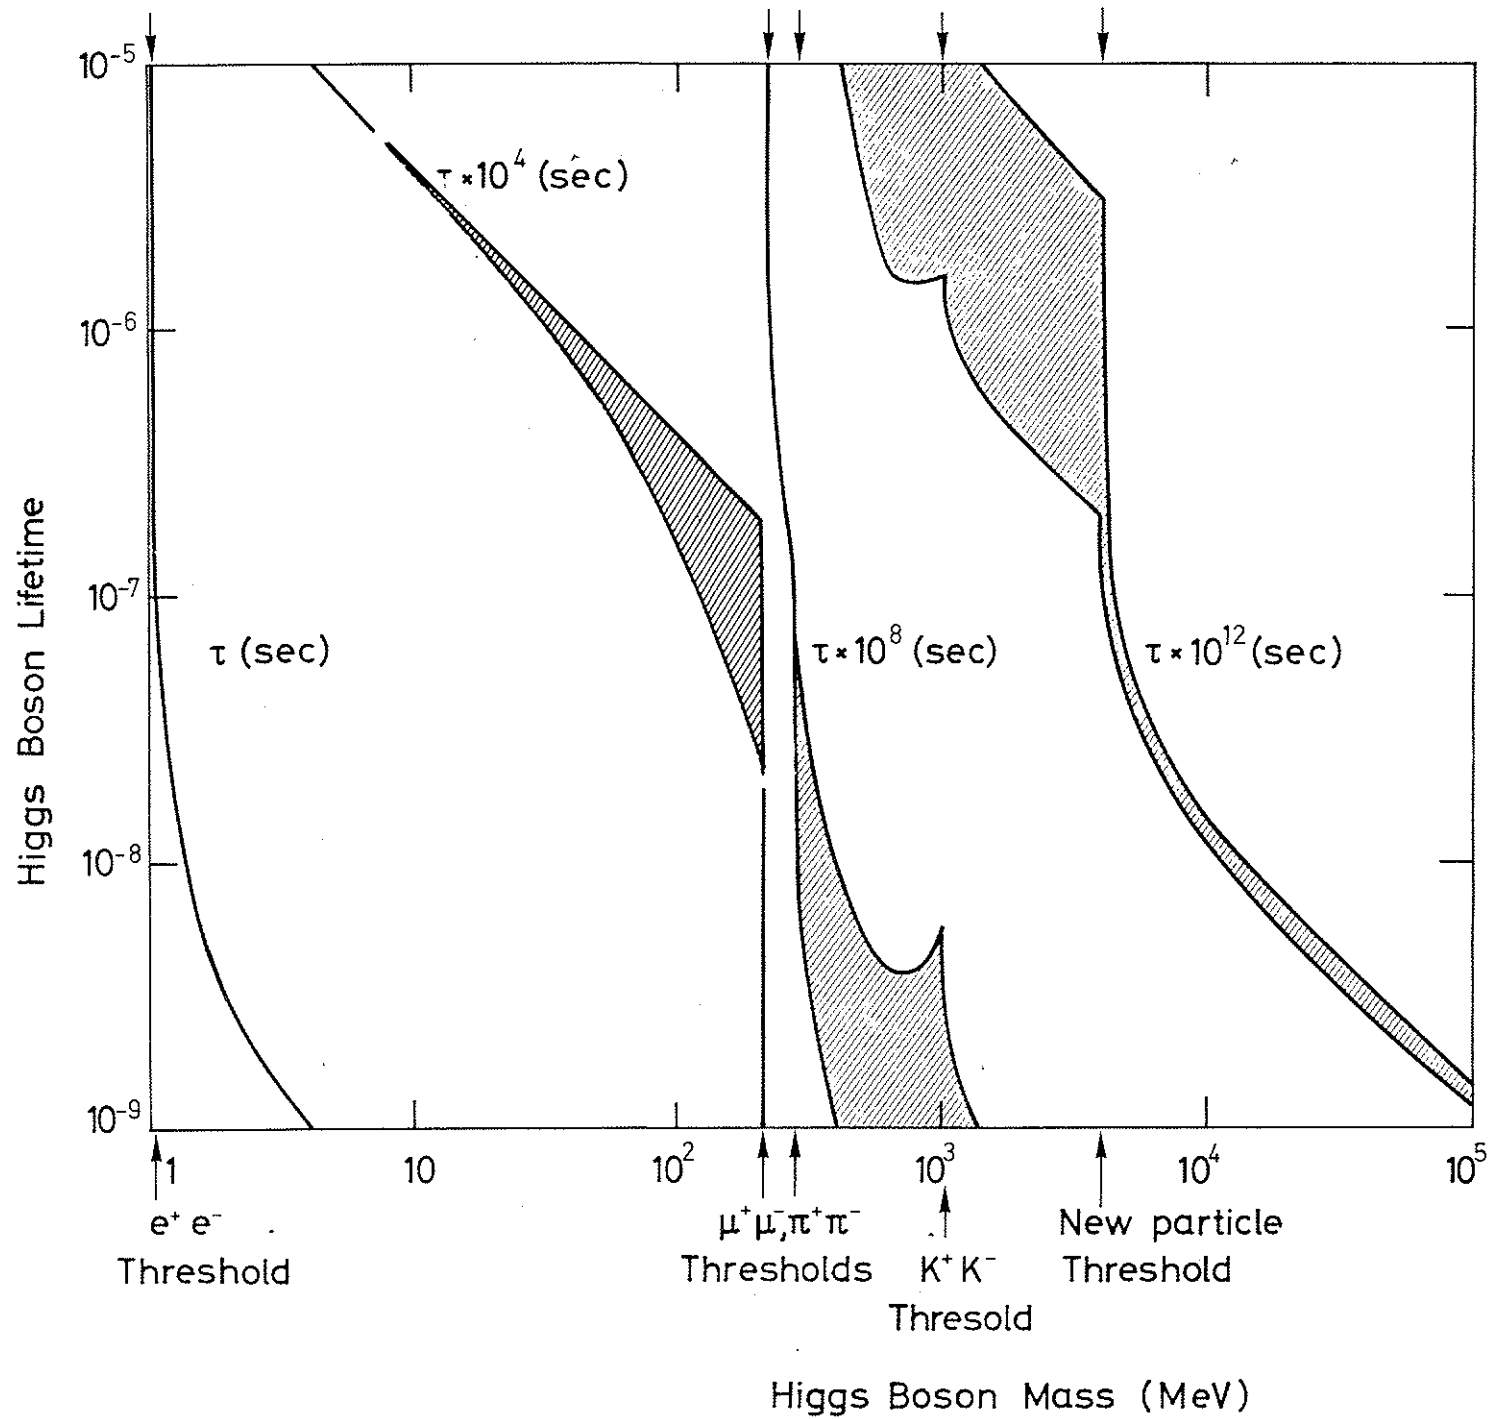 10⁻⁵
τ × 10⁴ (sec)
10⁻⁶
10⁻⁷
τ (sec)
τ × 10⁸ (sec)
τ × 10¹² (sec)
10⁻⁸
10⁻⁹
Higgs Boson Lifetime
1
10
10²
10³
10⁴
10⁵
e⁺ e⁻
Threshold
μ⁺μ⁻, π⁺π⁻
Thresholds
K⁺ K⁻
Thresold
New particle
Threshold
Higgs Boson Mass (MeV)